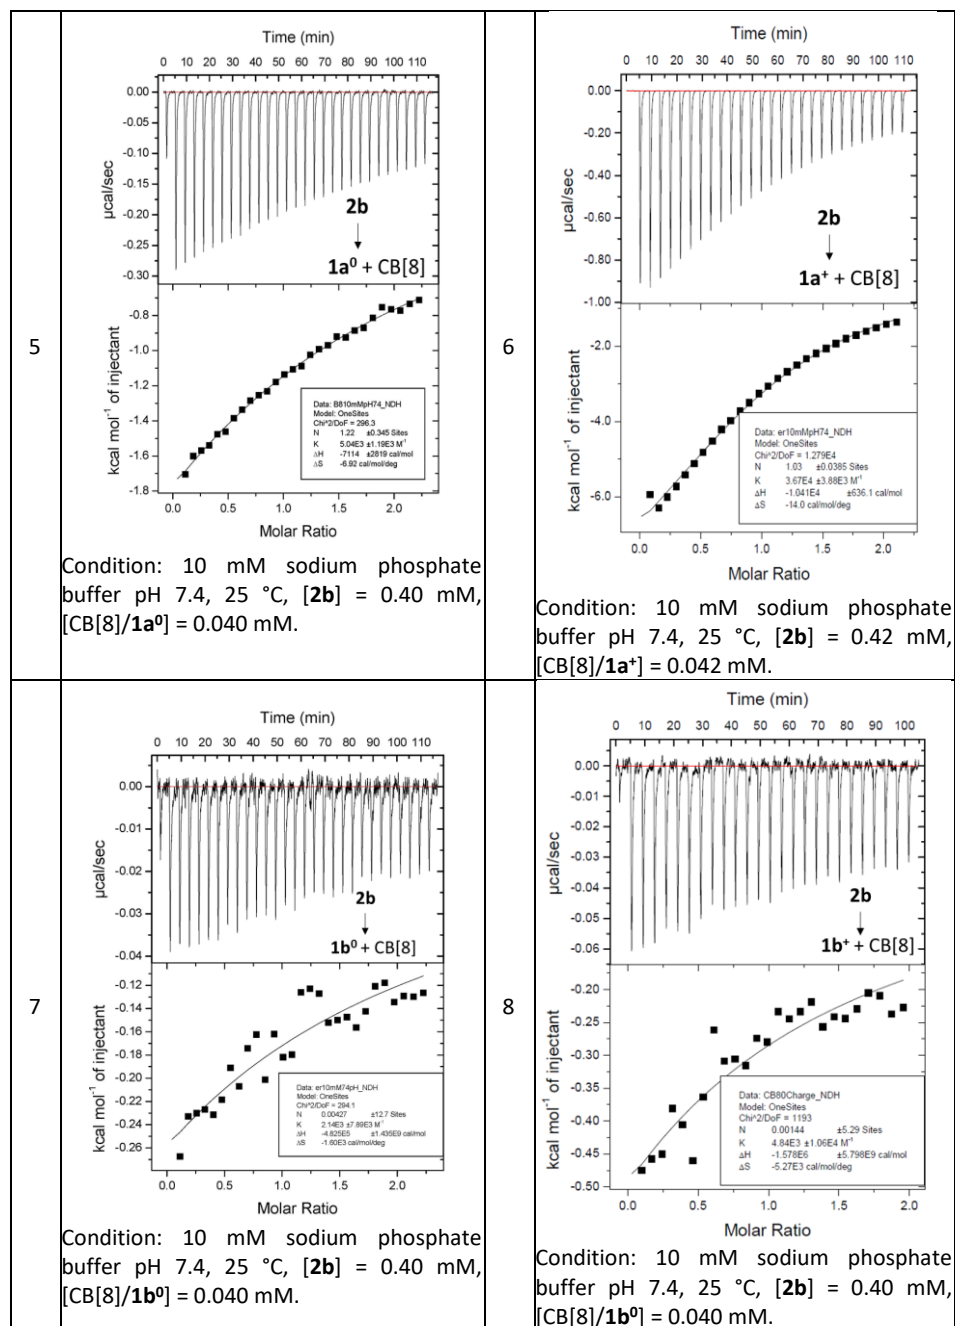 5
Time (min)
0 10 20 30 40 50 60 70 80 90 100 110
0.00
-0.05
-0.10
-0.15
-0.20
-0.25
-0.30
µcal/sec
2b
1a⁰ + CB[8]
-0.8
-1.0
-1.2
-1.4
-1.6
-1.8
kcal mol⁻¹ of injectant
Data: B810mMpH74_NDH
Model: OneSites
Chi^2/DoF = 296.3
N 1.22 ±0.345 Sites
K 5.04E3 ±1.19E3 M⁻¹
ΔH -7114 ±2819 cal/mol
ΔS -6.92 cal/mol/deg
0.0 0.5 1.0 1.5 2.0
Molar Ratio
Condition: 10 mM sodium phosphate
buffer pH 7.4, 25 °C, [2b] = 0.40 mM,
[CB[8]/1a⁰] = 0.040 mM.
6
Time (min)
0 10 20 30 40 50 60 70 80 90 100 110
0.00
-0.20
-0.40
-0.60
-0.80
-1.00
µcal/sec
2b
1a⁺ + CB[8]
-2.0
-4.0
-6.0
kcal mol⁻¹ of injectant
Data: er10mMpH74_NDH
Model: OneSites
Chi^2/DoF = 1.279E4
N 1.03 ±0.0385 Sites
K 3.67E4 ±3.88E3 M⁻¹
ΔH -1.041E4 ±636.1 cal/mol
ΔS -14.0 cal/mol/deg
0.0 0.5 1.0 1.5 2.0
Molar Ratio
Condition: 10 mM sodium phosphate
buffer pH 7.4, 25 °C, [2b] = 0.42 mM,
[CB[8]/1a⁺] = 0.042 mM.
7
Time (min)
0 10 20 30 40 50 60 70 80 90 100 110
0.00
-0.01
-0.02
-0.03
-0.04
µcal/sec
2b
1b⁰ + CB[8]
-0.12
-0.14
-0.16
-0.18
-0.20
-0.22
-0.24
-0.26
kcal mol⁻¹ of injectant
Data: er10mM74pH_NDH
Model: OneSites
Chi^2/DoF = 294.1
N 0.00427 ±12.7 Sites
K 2.14E3 ±7.89E3 M⁻¹
ΔH -4.825E5 ±1.435E9 cal/mol
ΔS -1.60E3 cal/mol/deg
0.0 0.5 1.0 1.5 2.0
Molar Ratio
Condition: 10 mM sodium phosphate
buffer pH 7.4, 25 °C, [2b] = 0.40 mM,
[CB[8]/1b⁰] = 0.040 mM.
8
Time (min)
0 10 20 30 40 50 60 70 80 90 100
0.00
-0.01
-0.02
-0.03
-0.04
-0.05
-0.06
µcal/sec
2b
1b⁺ + CB[8]
-0.20
-0.25
-0.30
-0.35
-0.40
-0.45
-0.50
kcal mol⁻¹ of injectant
Data: CB80Charge_NDH
Model: OneSites
Chi^2/DoF = 1193
N 0.00144 ±5.29 Sites
K 4.84E3 ±1.06E4 M⁻¹
ΔH -1.578E6 ±5.798E9 cal/mol
ΔS -5.27E3 cal/mol/deg
0.0 0.5 1.0 1.5 2.0
Molar Ratio
Condition: 10 mM sodium phosphate
buffer pH 7.4, 25 °C, [2b] = 0.40 mM,
[CB[8]/1b⁰] = 0.040 mM.